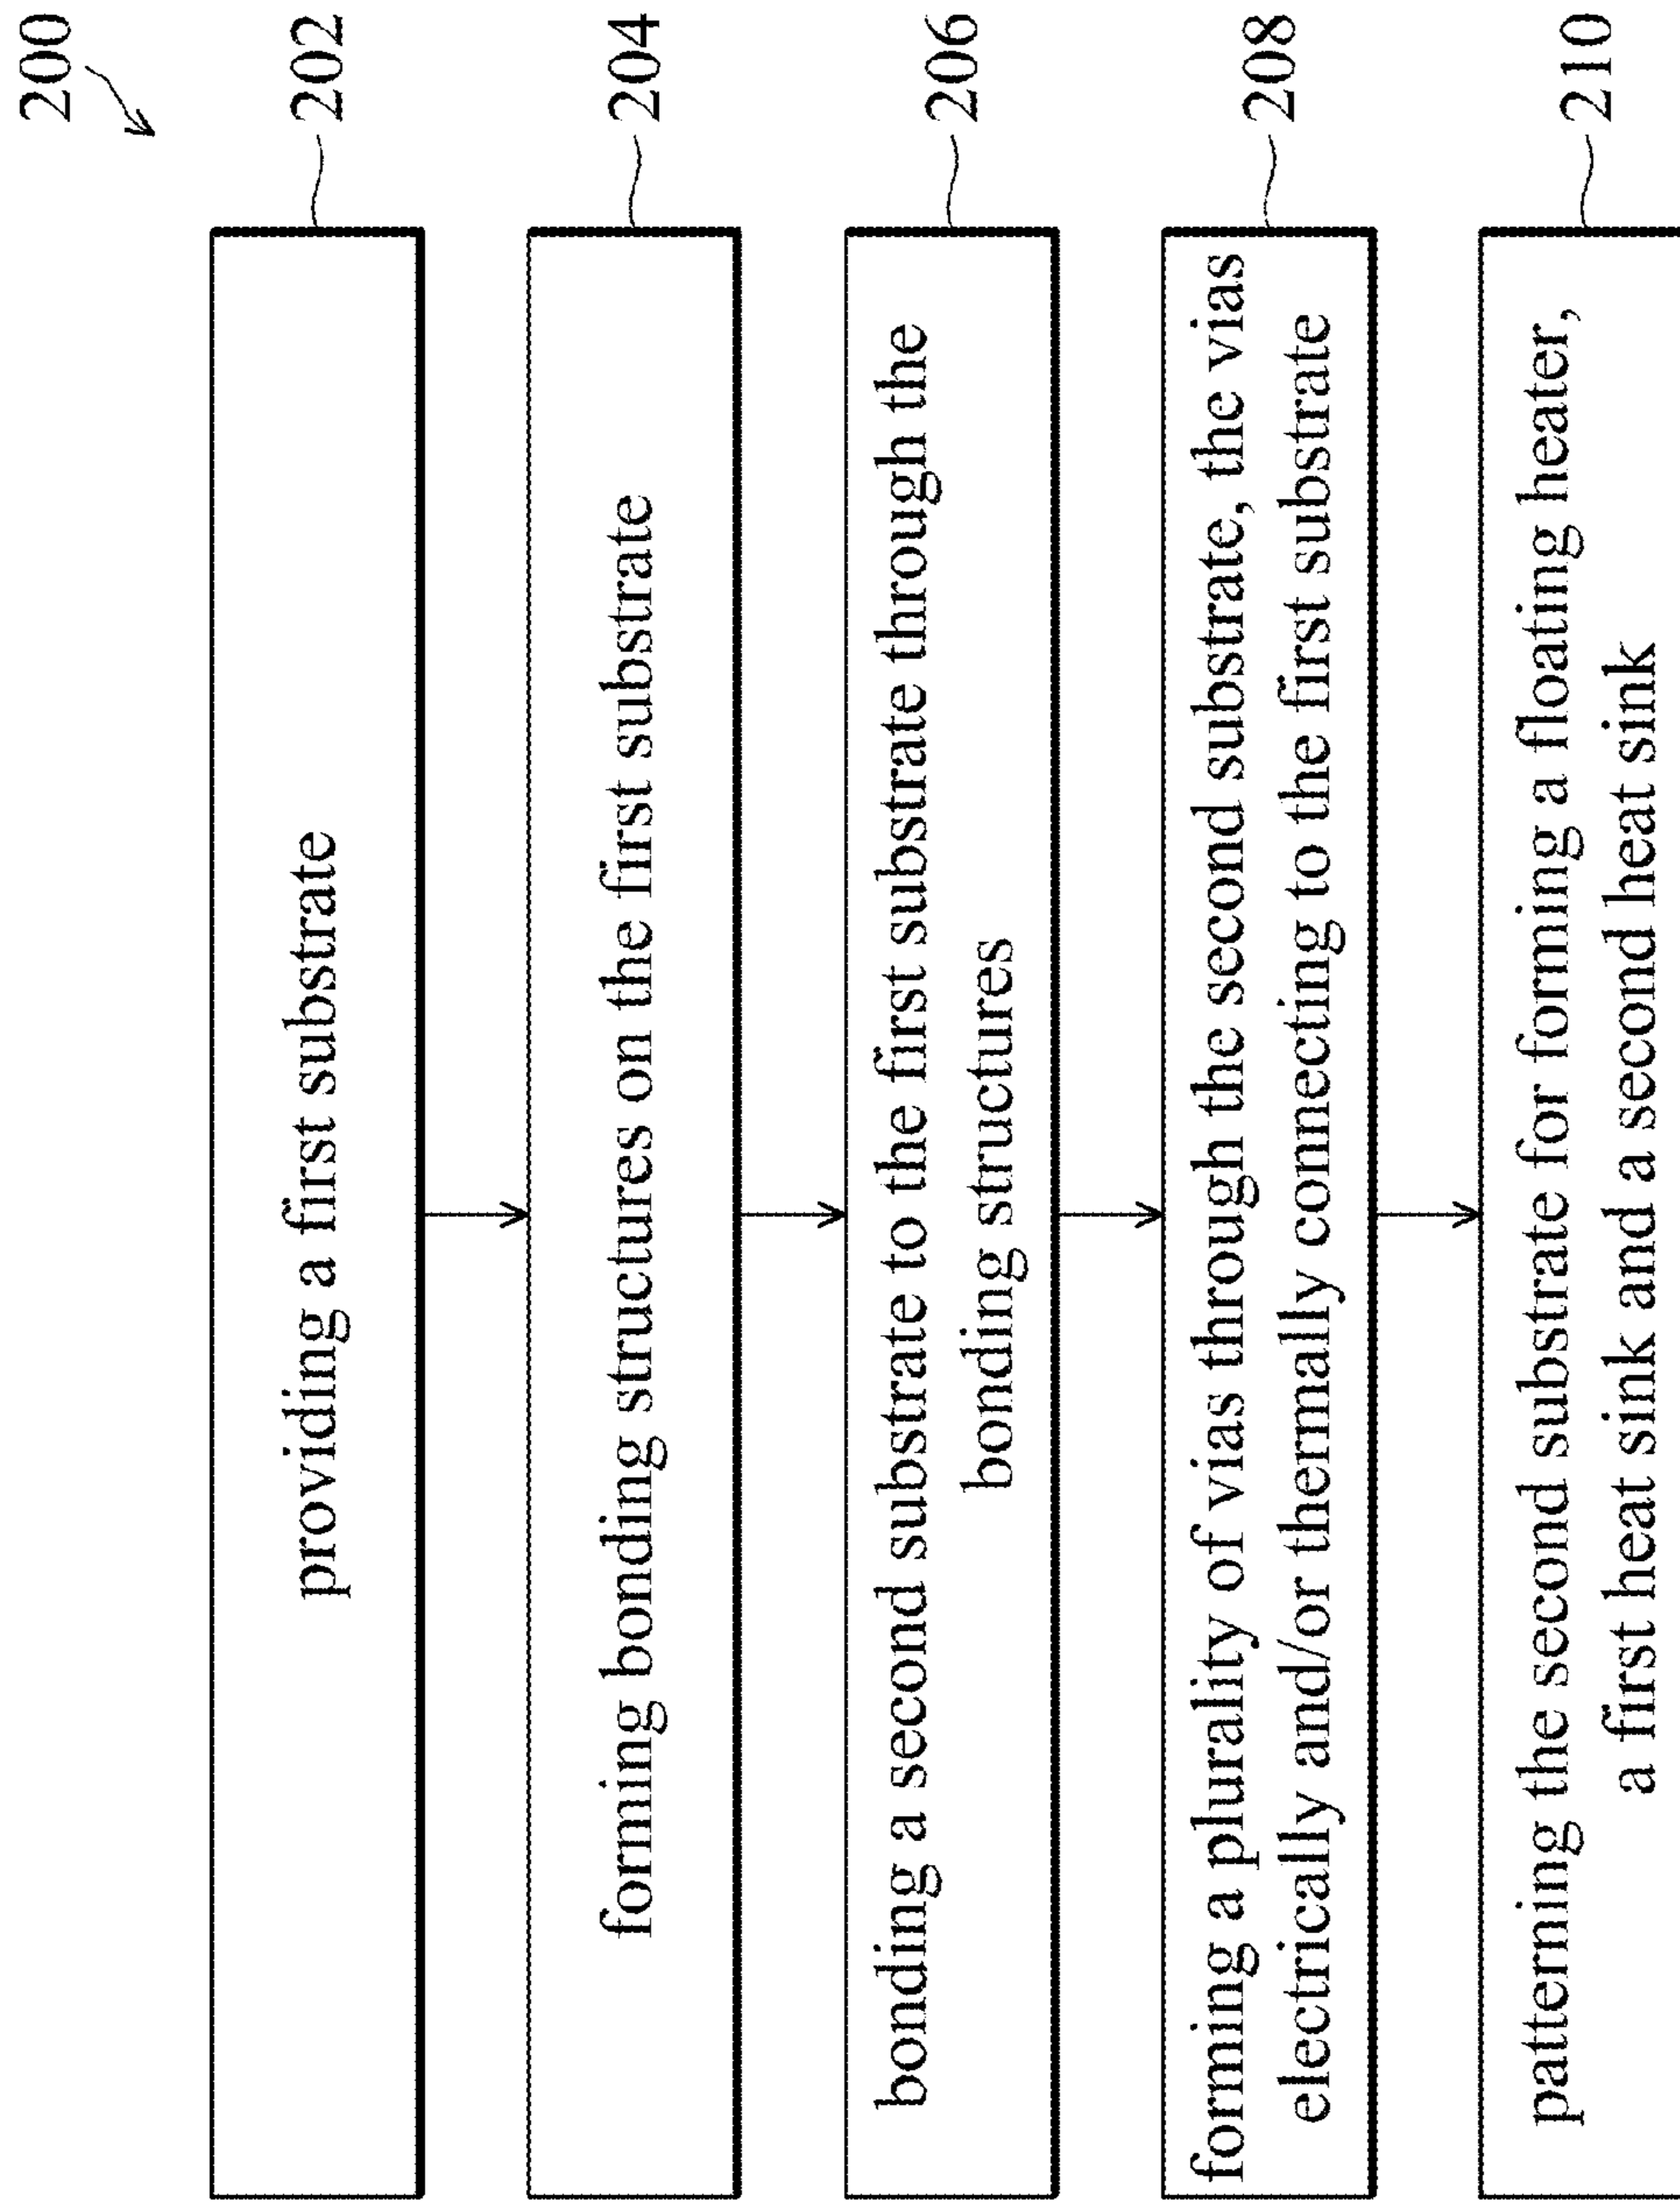 200
providing a first substrate
202
forming bonding structures on the first substrate
204
bonding a second substrate to the first substrate through the
bonding structures
206
forming a plurality of vias through the second substrate, the vias
electrically and/or thermally connecting to the first substrate
208
patterning the second substrate for forming a floating heater,
a first heat sink and a second heat sink
210